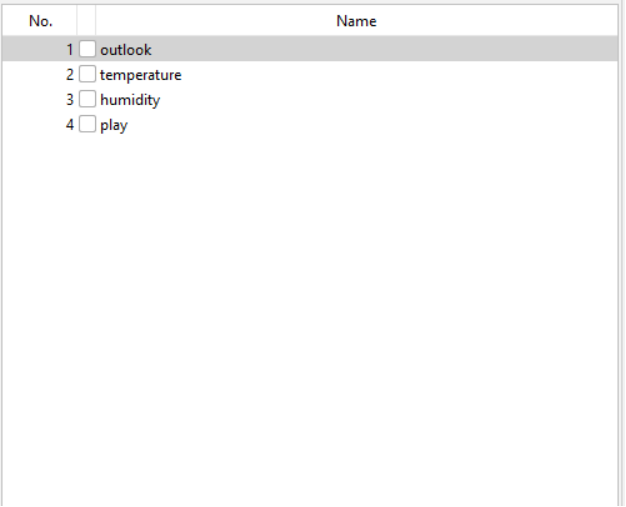 No. Name
1 outlook
2 temperature
3 humidity
4 play